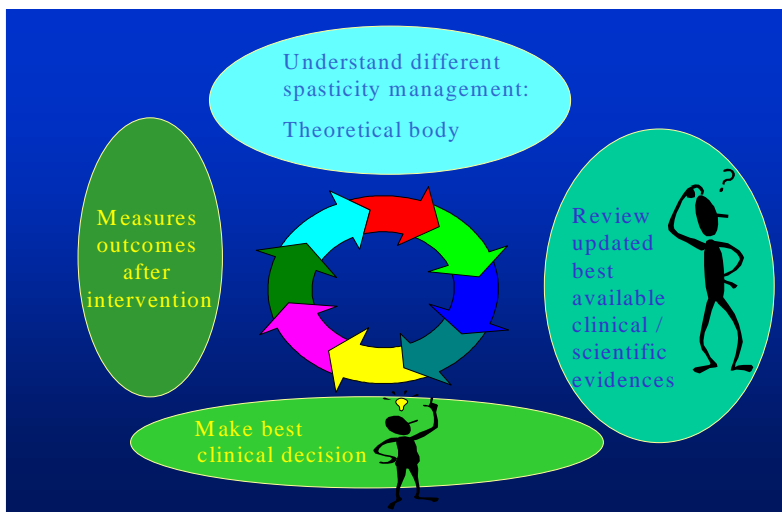 Understand different
spasticity management:
Theoretical body
Review
updated
best
available
clinical /
scientific
evidences
Make best
clinical decision
Measures
outcomes
after
intervention
?